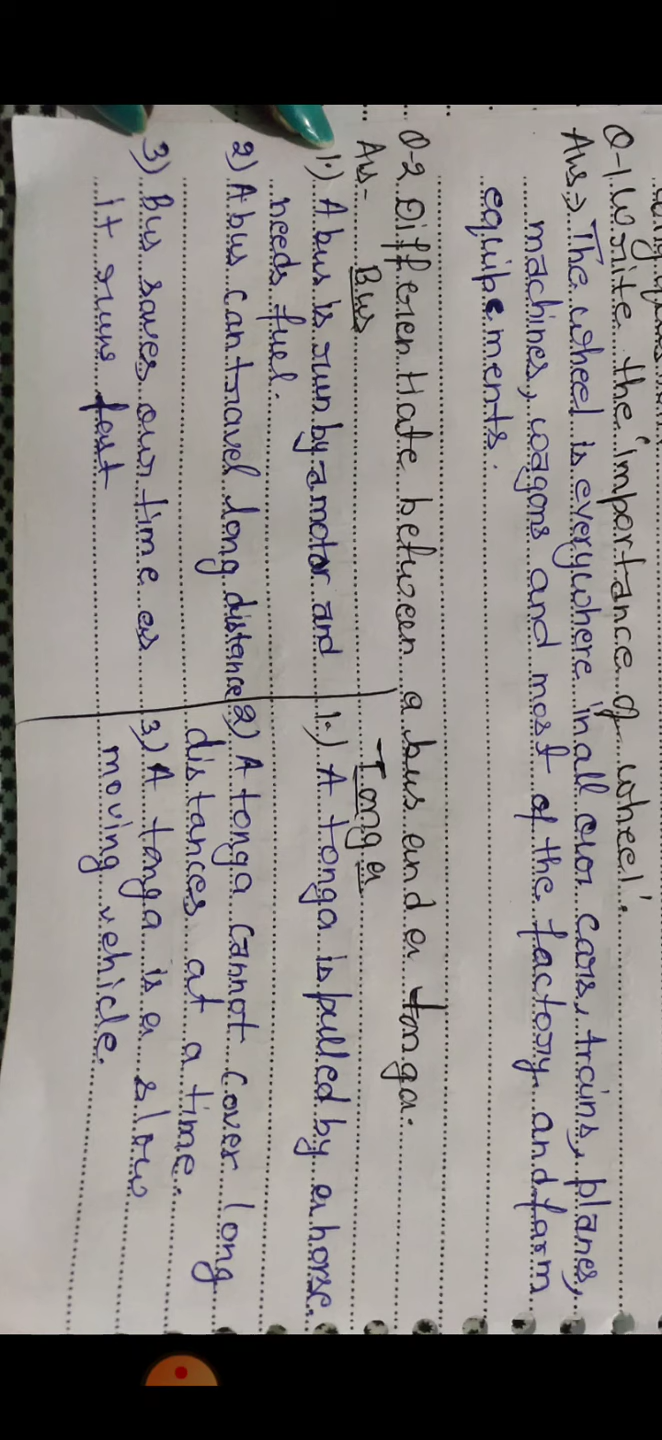 Q-1 Write the 'importance of wheel'.
Ans→ The wheel is everywhere in all our cars, trains, planes,
machines, wagons and most of the factory and farm
equipements.
Q-2 Differentiate between a bus and a tonga.
Ans- Bus Tonga
1.) A bus is run by a motor and 1.) A tonga is pulled by a horse.
needs fuel.
2) A bus can travel long distance 2) A tonga cannot cover long
distances at a time.
3) Bus saves our time as 3) A tonga is a slow
it runs fast moving vehicle.